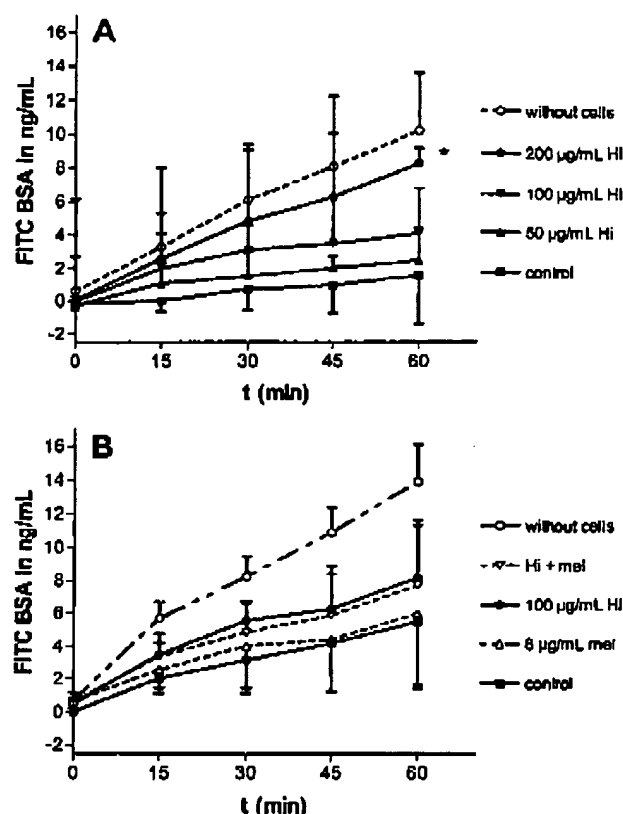 A
FITC BSA in ng/mL
16
14
12
10
8
6
4
2
0
-2
0 15 30 45 60
t (min)
*
without cells
200 µg/mL HI
100 µg/mL HI
50 µg/mL Hi
control
B
FITC BSA in ng/mL
16
14
12
10
8
6
4
2
0
-2
0 15 30 45 60
t (min)
without cells
Hi + mel
100 µg/mL HI
8 µg/mL mel
control